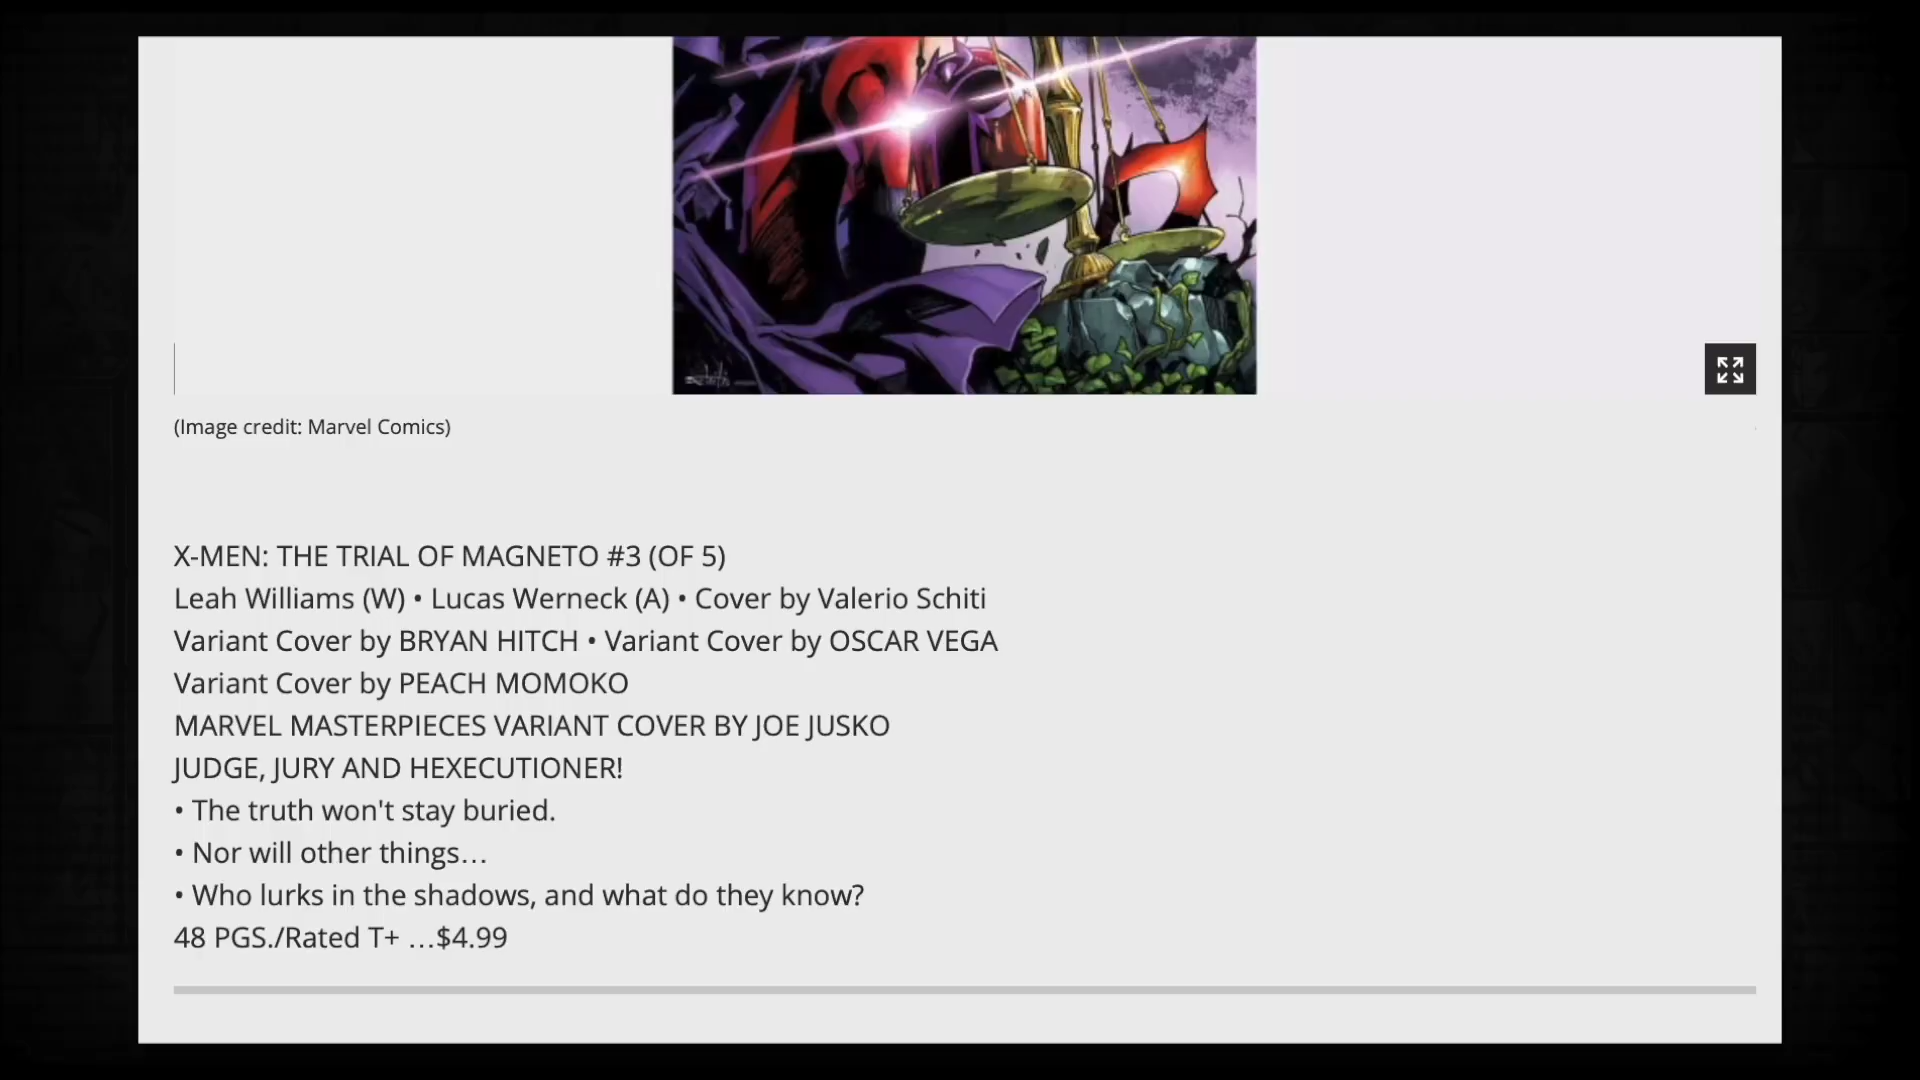 (Image credit: Marvel Comics)
X-MEN: THE TRIAL OF MAGNETO #3 (OF 5)
Leah Williams (W) • Lucas Werneck (A) • Cover by Valerio Schiti
Variant Cover by BRYAN HITCH • Variant Cover by OSCAR VEGA
Variant Cover by PEACH MOMOKO
MARVEL MASTERPIECES VARIANT COVER BY JOE JUSKO
JUDGE, JURY AND HEXECUTIONER!
• The truth won't stay buried.
• Nor will other things…
• Who lurks in the shadows, and what do they know?
48 PGS./Rated T+ …$4.99